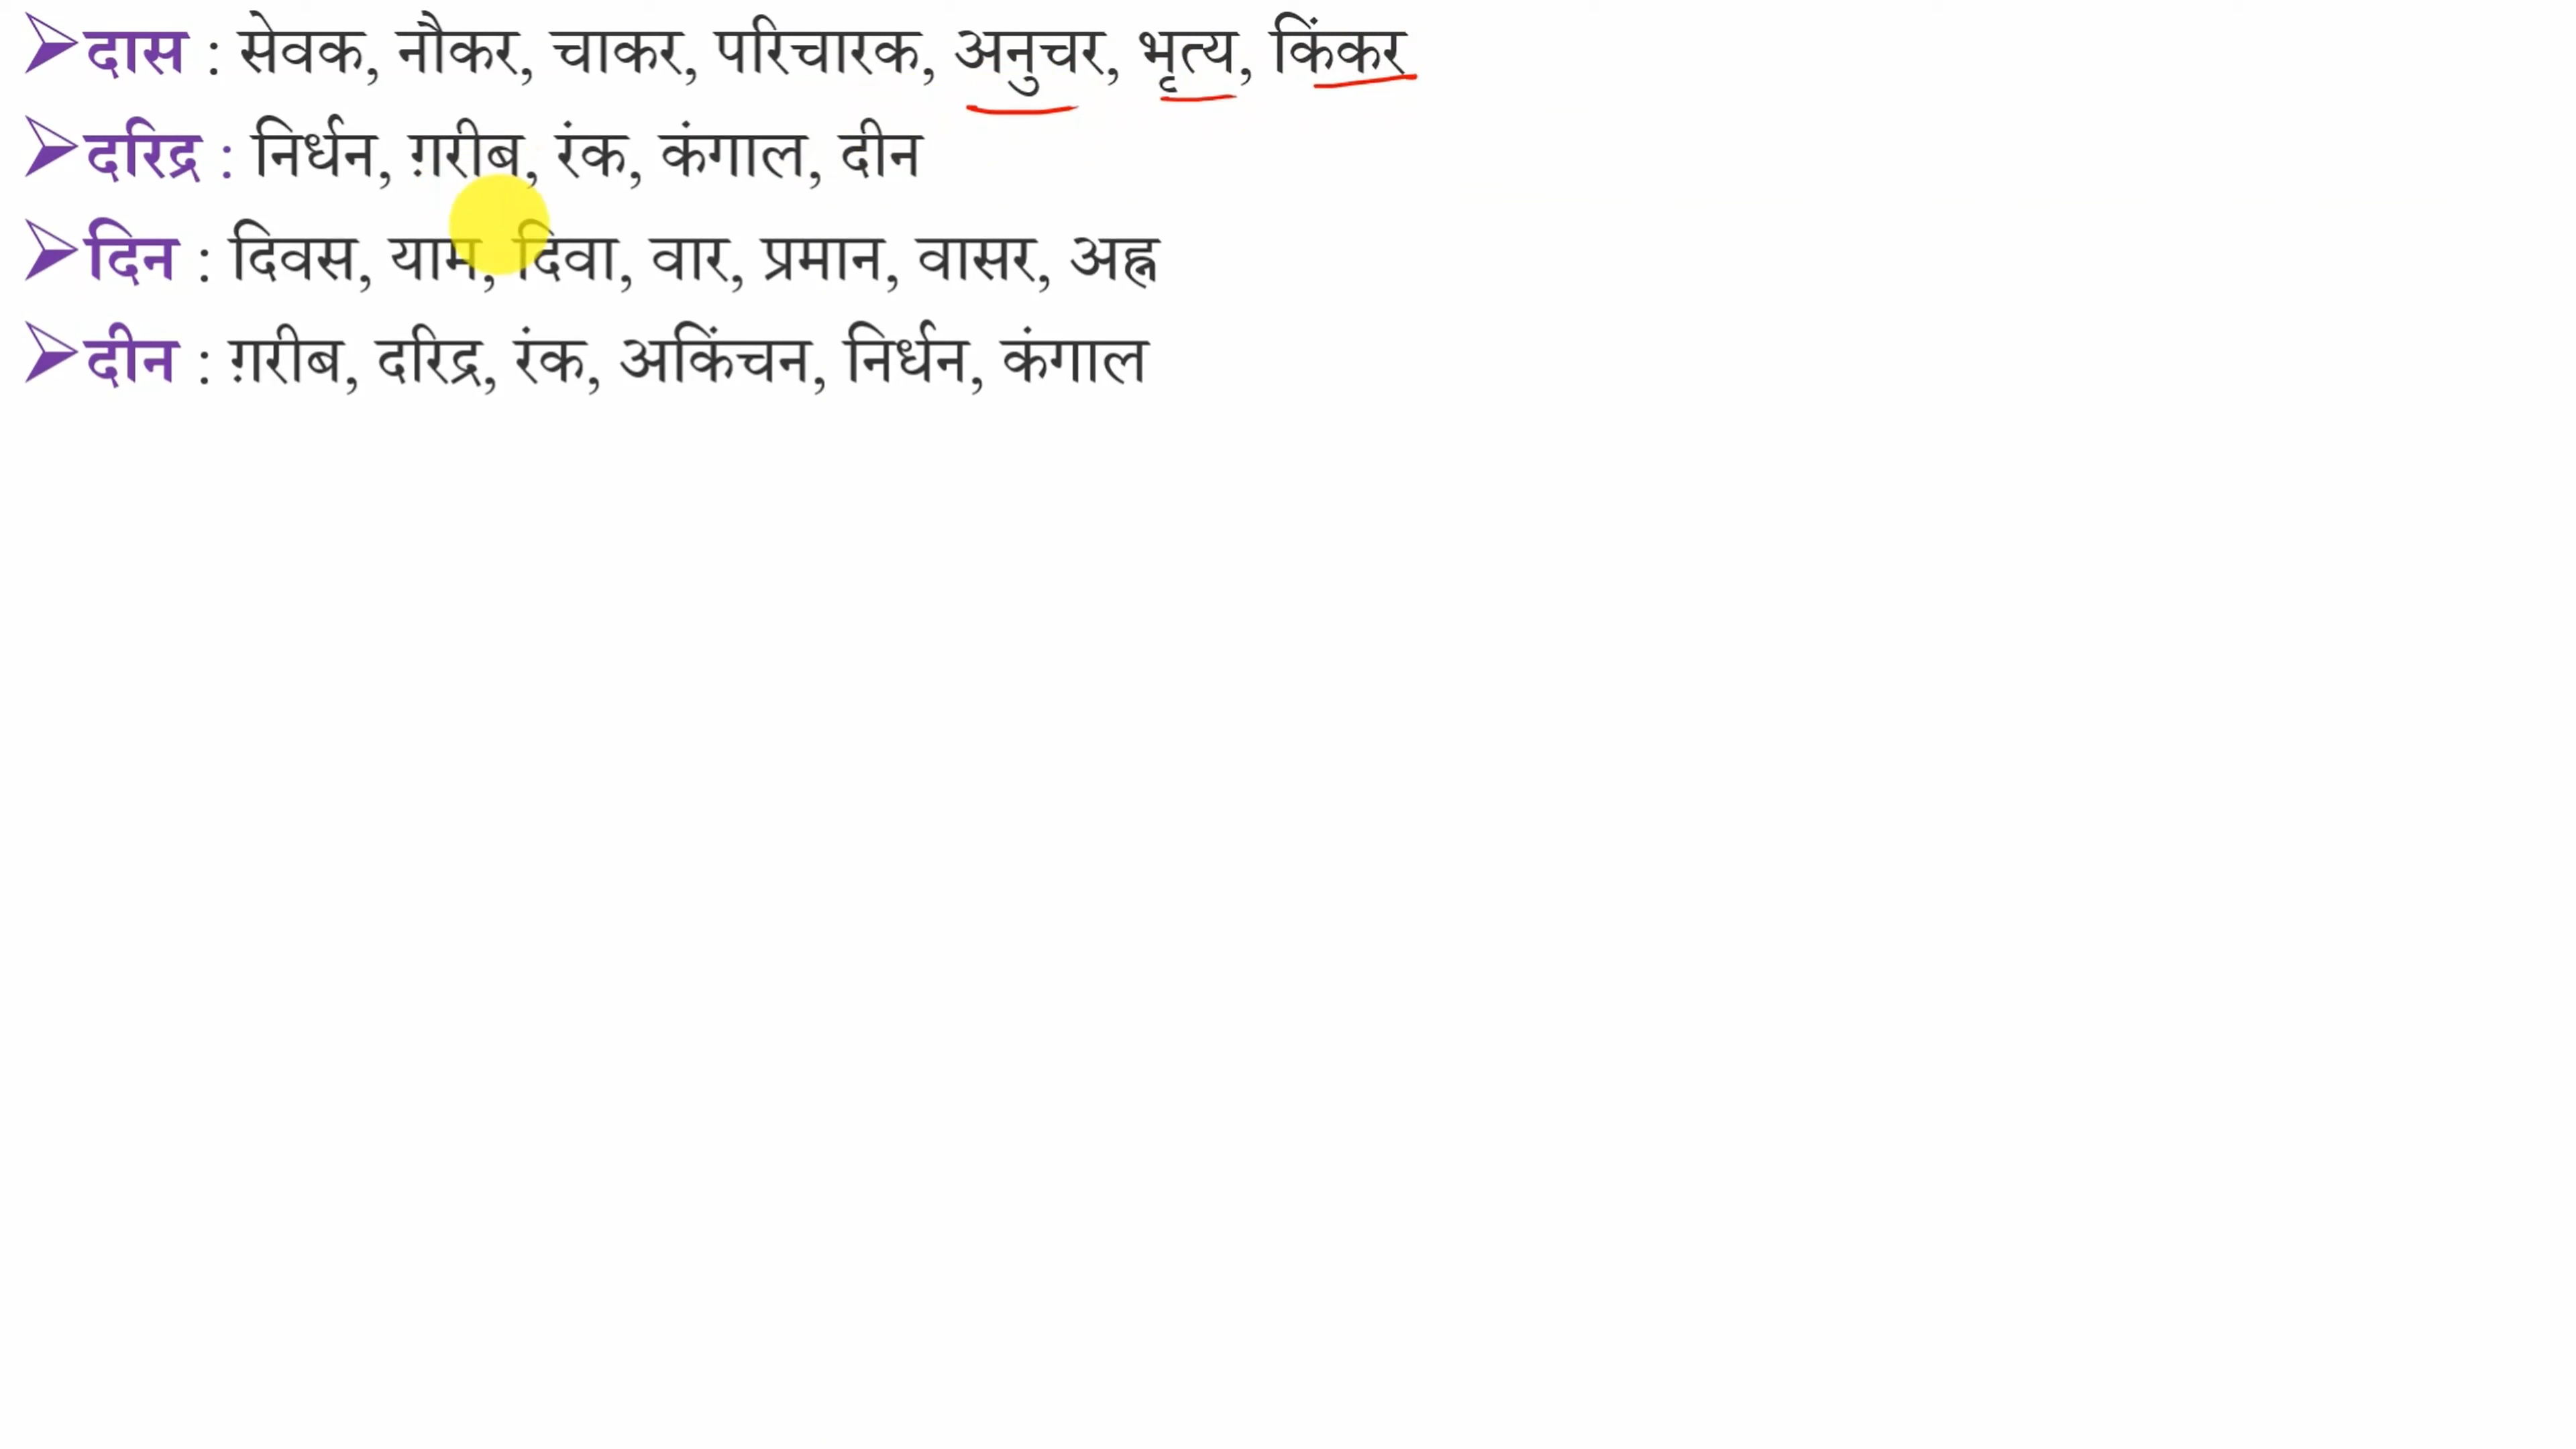 दास : सेवक, नौकर, चाकर, परिचारक, अनुचर, भृत्य, किंकर
दरिद्र : निर्धन, ग़रीब, रंक, कंगाल, दीन
दिन : दिवस, याम, दिवा, वार, प्रमान, वासर, अह्न
दीन : ग़रीब, दरिद्र, रंक, अकिंचन, निर्धन, कंगाल